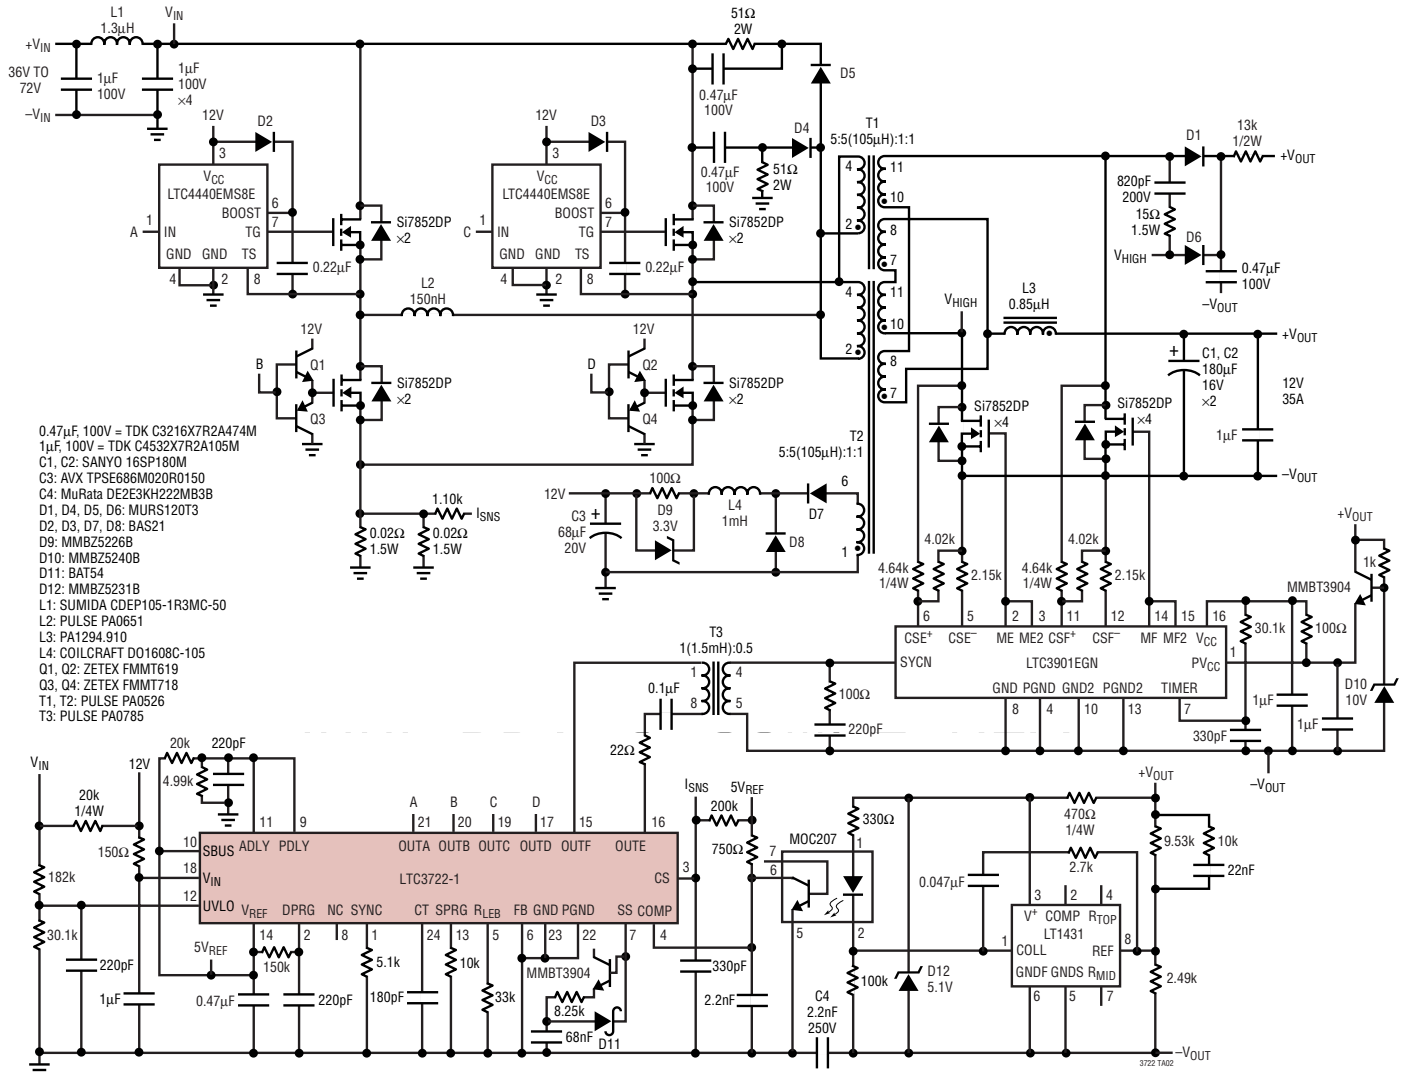 L1
1.3µH
VIN
+VIN
36V TO
72V
–VIN
1µF
100V
1µF
100V
×4
51Ω
2W
0.47µF
100V
D5
12V
D2
3
VCC
LTC4440EMS8E
BOOST
6
TG
7
A
1
IN
GND
GND
TS
4
2
8
0.22µF
Si7852DP
×2
12V
D3
3
VCC
LTC4440EMS8E
BOOST
6
TG
7
C
1
IN
GND
GND
TS
4
2
8
0.22µF
Si7852DP
×2
0.47µF
100V
D4
51Ω
2W
T1
5:5(105µH):1:1
4
2
11
10
8
7
4
2
11
10
8
7
T2
5:5(105µH):1:1
6
1
D1
13k
1/2W
+VOUT
820pF
200V
15Ω
1.5W
VHIGH
D6
0.47µF
100V
–VOUT
L2
150nH
VHIGH
L3
0.85µH
+VOUT
C1, C2
180µF
16V
×2
+
1µF
12V
35A
–VOUT
12V
B
Q1
Q3
Si7852DP
×2
12V
D
Q2
Q4
Si7852DP
×2
Si7852DP
×4
Si7852DP
×4
1.10k
ISNS
0.02Ω
1.5W
0.02Ω
1.5W
12V
C3
68µF
20V
+
100Ω
D9
3.3V
L4
1mH
D7
D8
0.47µF, 100V = TDK C3216X7R2A474M
1µF, 100V = TDK C4532X7R2A105M
C1, C2: SANYO 16SP180M
C3: AVX TPSE686M020R0150
C4: MuRata DE2E3KH222MB3B
D1, D4, D5, D6: MURS120T3
D2, D3, D7, D8: BAS21
D9: MMBZ5226B
D10: MMBZ5240B
D11: BAT54
D12: MMBZ5231B
L1: SUMIDA CDEP105-1R3MC-50
L2: PULSE PA0651
L3: PA1294.910
L4: COILCRAFT DO1608C-105
Q1, Q2: ZETEX FMMT619
Q3, Q4: ZETEX FMMT718
T1, T2: PULSE PA0526
T3: PULSE PA0785
4.64k
1/4W
4.02k
2.15k
4.64k
1/4W
4.02k
2.15k
6
5
2
3
11
12
14
15
16
CSE+
CSE–
ME
ME2
CSF+
CSF–
MF
MF2
VCC
SYCN
LTC3901EGN
PVCC
1
GND
PGND
GND2
PGND2
TIMER
8
4
10
13
7
30.1k
100Ω
330pF
1µF
1µF
+VOUT
1k
MMBT3904
D10
10V
–VOUT
T3
1(1.5mH):0.5
1
8
4
5
0.1µF
22Ω
100Ω
220pF
VIN
20k
1/4W
12V
150Ω
182k
30.1k
220pF
1µF
20k
220pF
4.99k
11
9
A
B
C
D
21
20
19
17
15
16
10
SBUS
ADLY
PDLY
OUTA
OUTB
OUTC
OUTD
OUTF
OUTE
18
VIN
LTC3722-1
CS
3
12
UVLO
VREF
DPRG
NC
SYNC
CT
SPRG
RLEB
FB
GND
PGND
SS
COMP
14
2
8
1
24
13
5
6
23
22
7
4
5VREF
150k
0.47µF
220pF
5.1k
180pF
10k
33k
MMBT3904
8.25k
68nF
D11
ISNS
5VREF
200k
750Ω
330pF
2.2nF
MOC207
7
6
1
5
2
330Ω
100k
C4
2.2nF
250V
D12
5.1V
0.047µF
2.7k
470Ω
1/4W
+VOUT
9.53k
10k
22nF
3
2
4
V+
COMP
RTOP
LT1431
1
COLL
REF
8
GNDF
GNDS
RMID
6
5
7
2.49k
–VOUT
3722 TA02